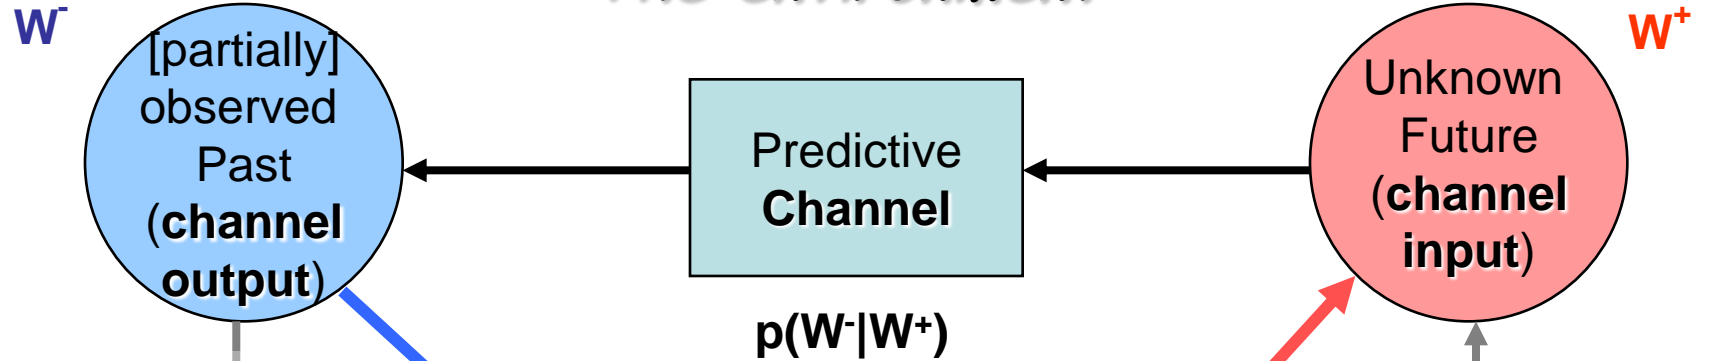 W-
[partially]
observed
Past
(channel
output)
Predictive
Channel
p(W-|W+)
W+
Unknown
Future
(channel
input)